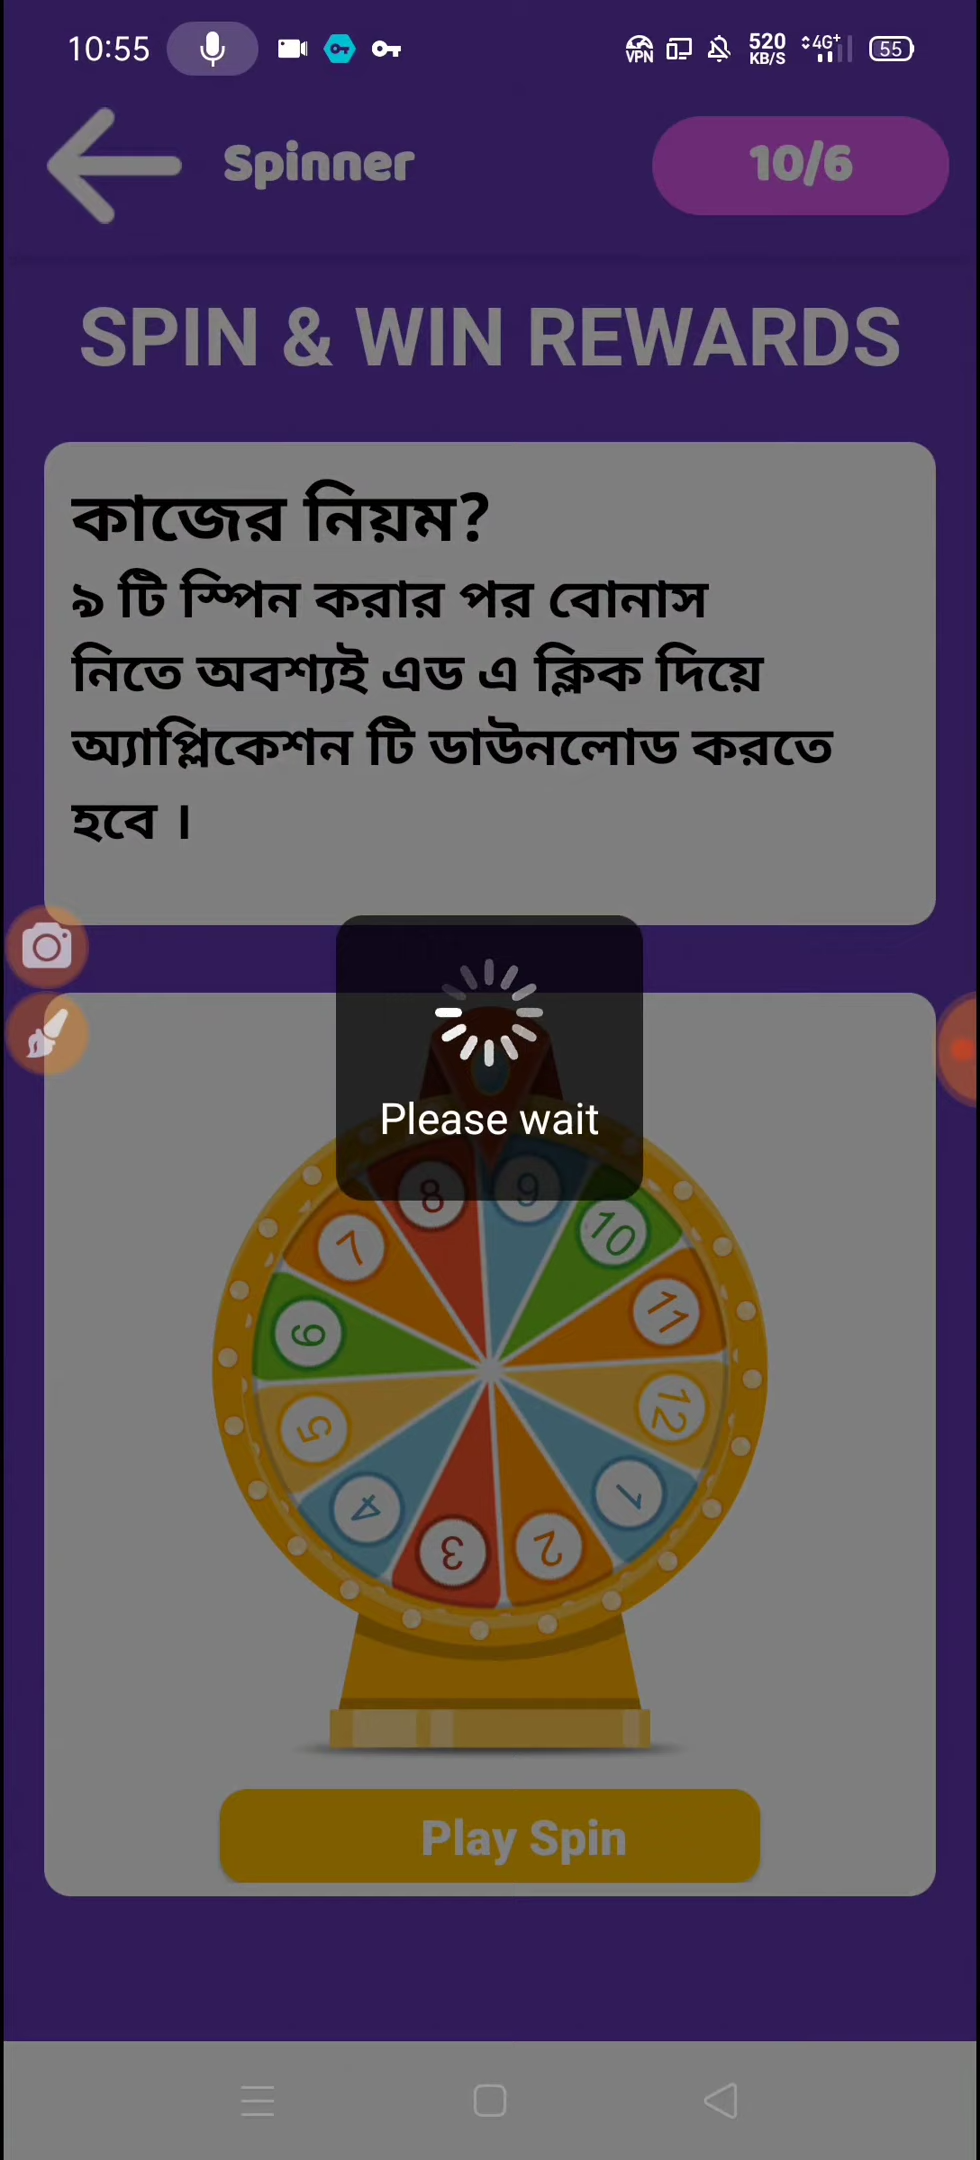 10:55
VPN
520
KB/S
4G+
55
Spinner
10/6
SPIN & WIN REWARDS
কাজের নিয়ম?
৯ টি স্পিন করার পর বোনাস
নিতে অবশ্যই এড এ ক্লিক দিয়ে
অ্যাপ্লিকেশন টি ডাউনলোড করতে
হবে ।
Please wait
8
9
10
7
11
6
12
5
1
4
3
2
Play Spin